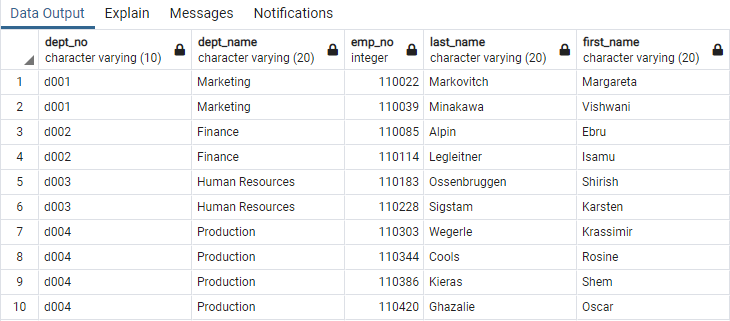 Data Output Explain Messages Notifications
dept_no dept_name emp_no last_name first_name
character varying (10) character varying (20) integer character varying (20) character varying (20)
1 d001 Marketing 110022 Markovitch Margareta
2 d001 Marketing 110039 Minakawa Vishwani
3 d002 Finance 110085 Alpin Ebru
4 d002 Finance 110114 Legleitner Isamu
5 d003 Human Resources 110183 Ossenbruggen Shirish
6 d003 Human Resources 110228 Sigstam Karsten
7 d004 Production 110303 Wegerle Krassimir
8 d004 Production 110344 Cools Rosine
9 d004 Production 110386 Kieras Shem
10 d004 Production 110420 Ghazalie Oscar